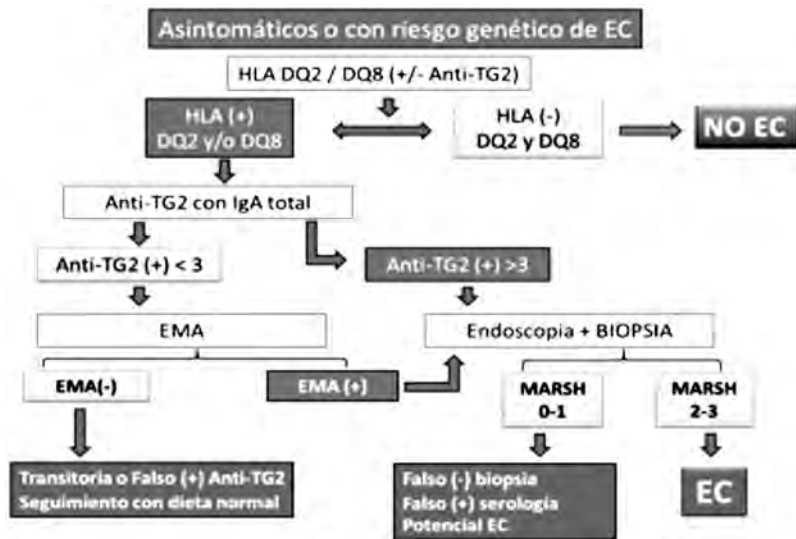 Asintomáticos o con riesgo genético de EC
HLA DQ2 / DQ8 (+/- Anti-TG2)
HLA (+)
DQ2 y/o DQ8
HLA (-)
DQ2 y DQ8
NO EC
Anti-TG2 con IgA total
Anti-TG2 (+) < 3
Anti-TG2 (+) >3
EMA
Endoscopia + BIOPSIA
EMA(-)
EMA (+)
MARSH
0-1
MARSH
2-3
Transitoria o Falso (+) Anti-TG2
Seguimiento con dieta normal
Falso (-) biopsia
Falso (+) serología
Potencial EC
EC